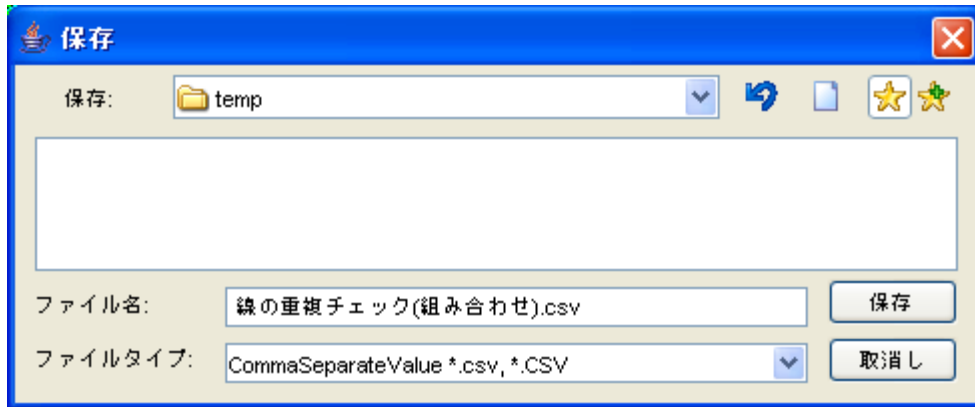 保存
保存: temp
ファイル名: 線の重複チェック(組み合わせ).csv 保存
ファイルタイプ: CommaSeparateValue *.csv, *.CSV 取消し